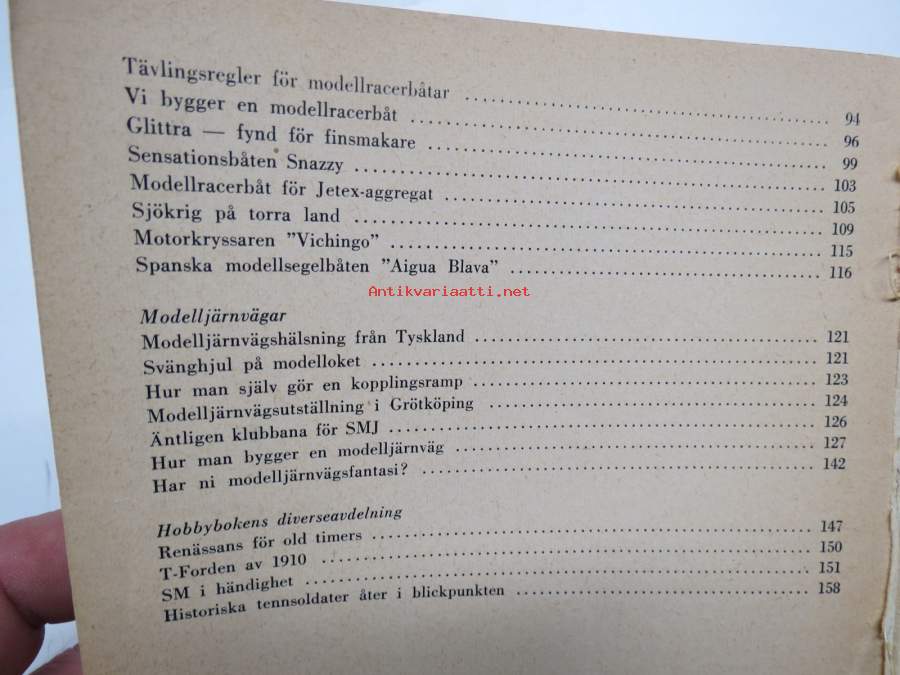 Tävlingsregler för modellracerbåtar 94
Vi bygger en modellracerbåt 96
Glittra — fynd för finsmakare 99
Sensationsbåten Snazzy 103
Modellracerbåt för Jetex-aggregat 105
Sjökrig på torra land 109
Motorkryssaren ”Vichingo” 115
Spanska modellsegelbåten ”Aigua Blava” 116
Antikvariaatti.net
Modelljärnvägar
Modelljärnvägshälsning från Tyskland 121
Svänghjul på modelloket 121
Hur man själv gör en kopplingsramp 123
Modelljärnvägsutställning i Grötköping 124
Äntligen klubbana för SMJ 126
Hur man bygger en modelljärnväg 127
Har ni modelljärnvägsfantasi? 142
Hobbybokens diverseavdelning
Renässans för old timers 147
T-Forden av 1910 150
SM i händighet 151
Historiska tennsoldater åter i blickpunkten 158